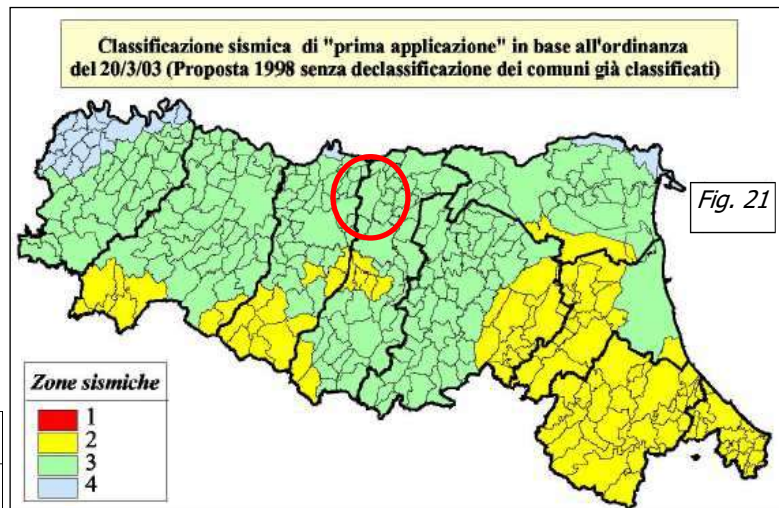 Classificazione sismica di "prima applicazione" in base all'ordinanza
del 20/3/03 (Proposta 1998 senza declassificazione dei comuni già classificati)
Fig. 21
Zone sismiche
1
2
3
4